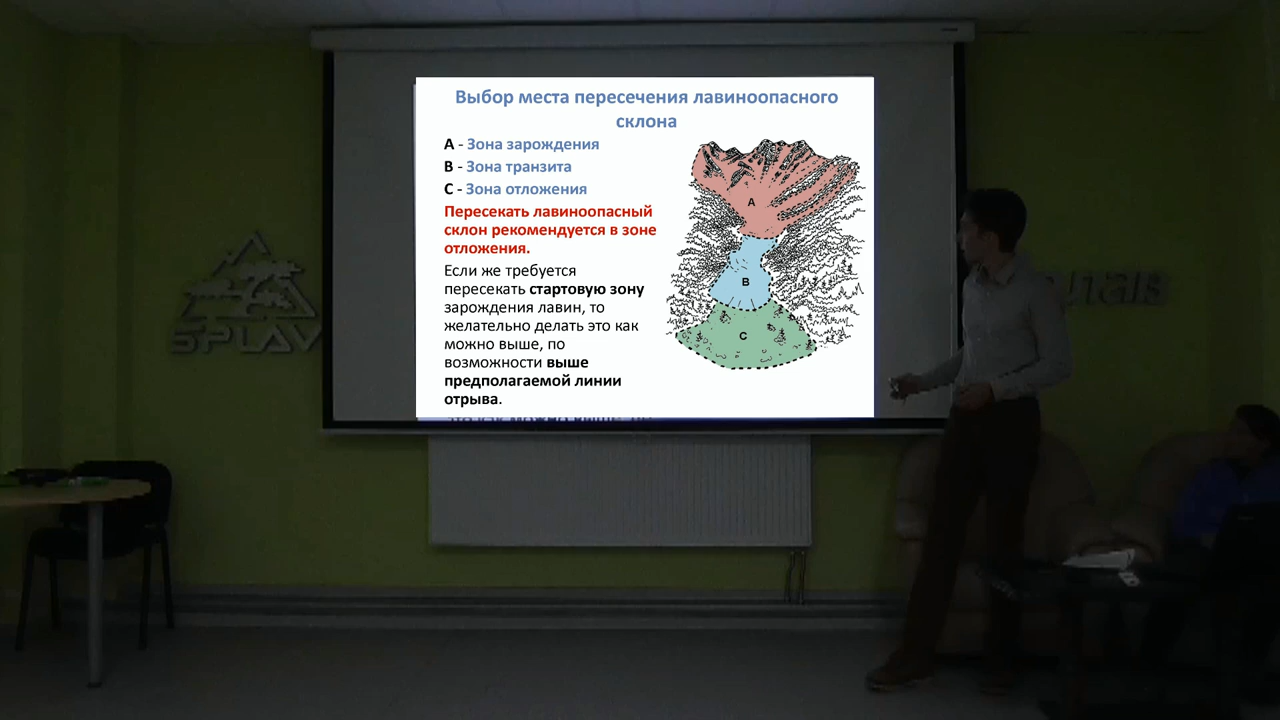 Выбор места пересечения лавиноопасного
склона
A - Зона зарождения
B - Зона транзита
C - Зона отложения
Пересекать лавиноопасный
склон рекомендуется в зоне
отложения.
Если же требуется
пересекать стартовую зону
зарождения лавин, то
желательно делать это как
можно выше, по
возможности выше
предполагаемой линии
отрыва.
A
B
C
SPLAV